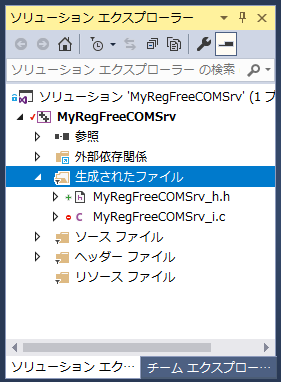 ソリューション エクスプローラー
ソリューション エクスプローラー の検索
ソリューション 'MyRegFreeCOMSrv' (1 プ
MyRegFreeCOMSrv
参照
外部依存関係
生成されたファイル
MyRegFreeCOMSrv_h.h
MyRegFreeCOMSrv_i.c
ソース ファイル
ヘッダー ファイル
リソース ファイル
ソリューション エク... チーム エクスプロー...